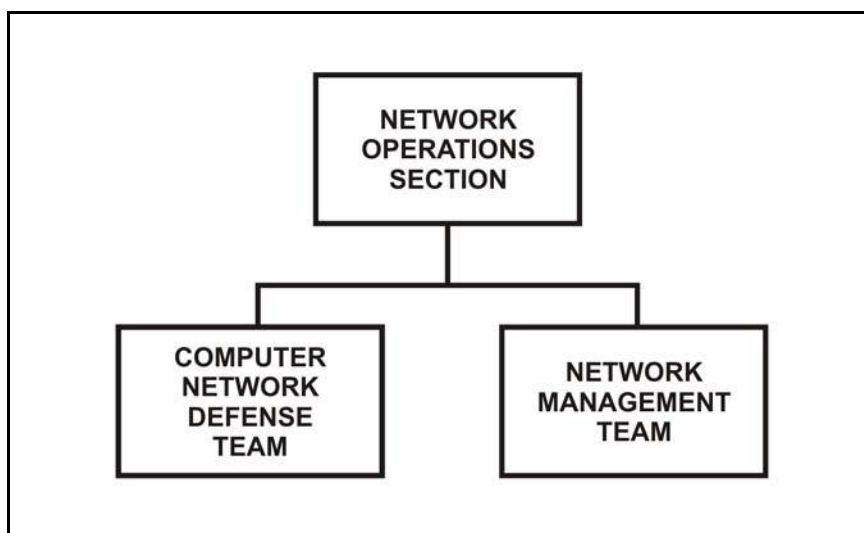 NETWORK
OPERATIONS
SECTION
COMPUTER
NETWORK
DEFENSE
TEAM
NETWORK
MANAGEMENT
TEAM